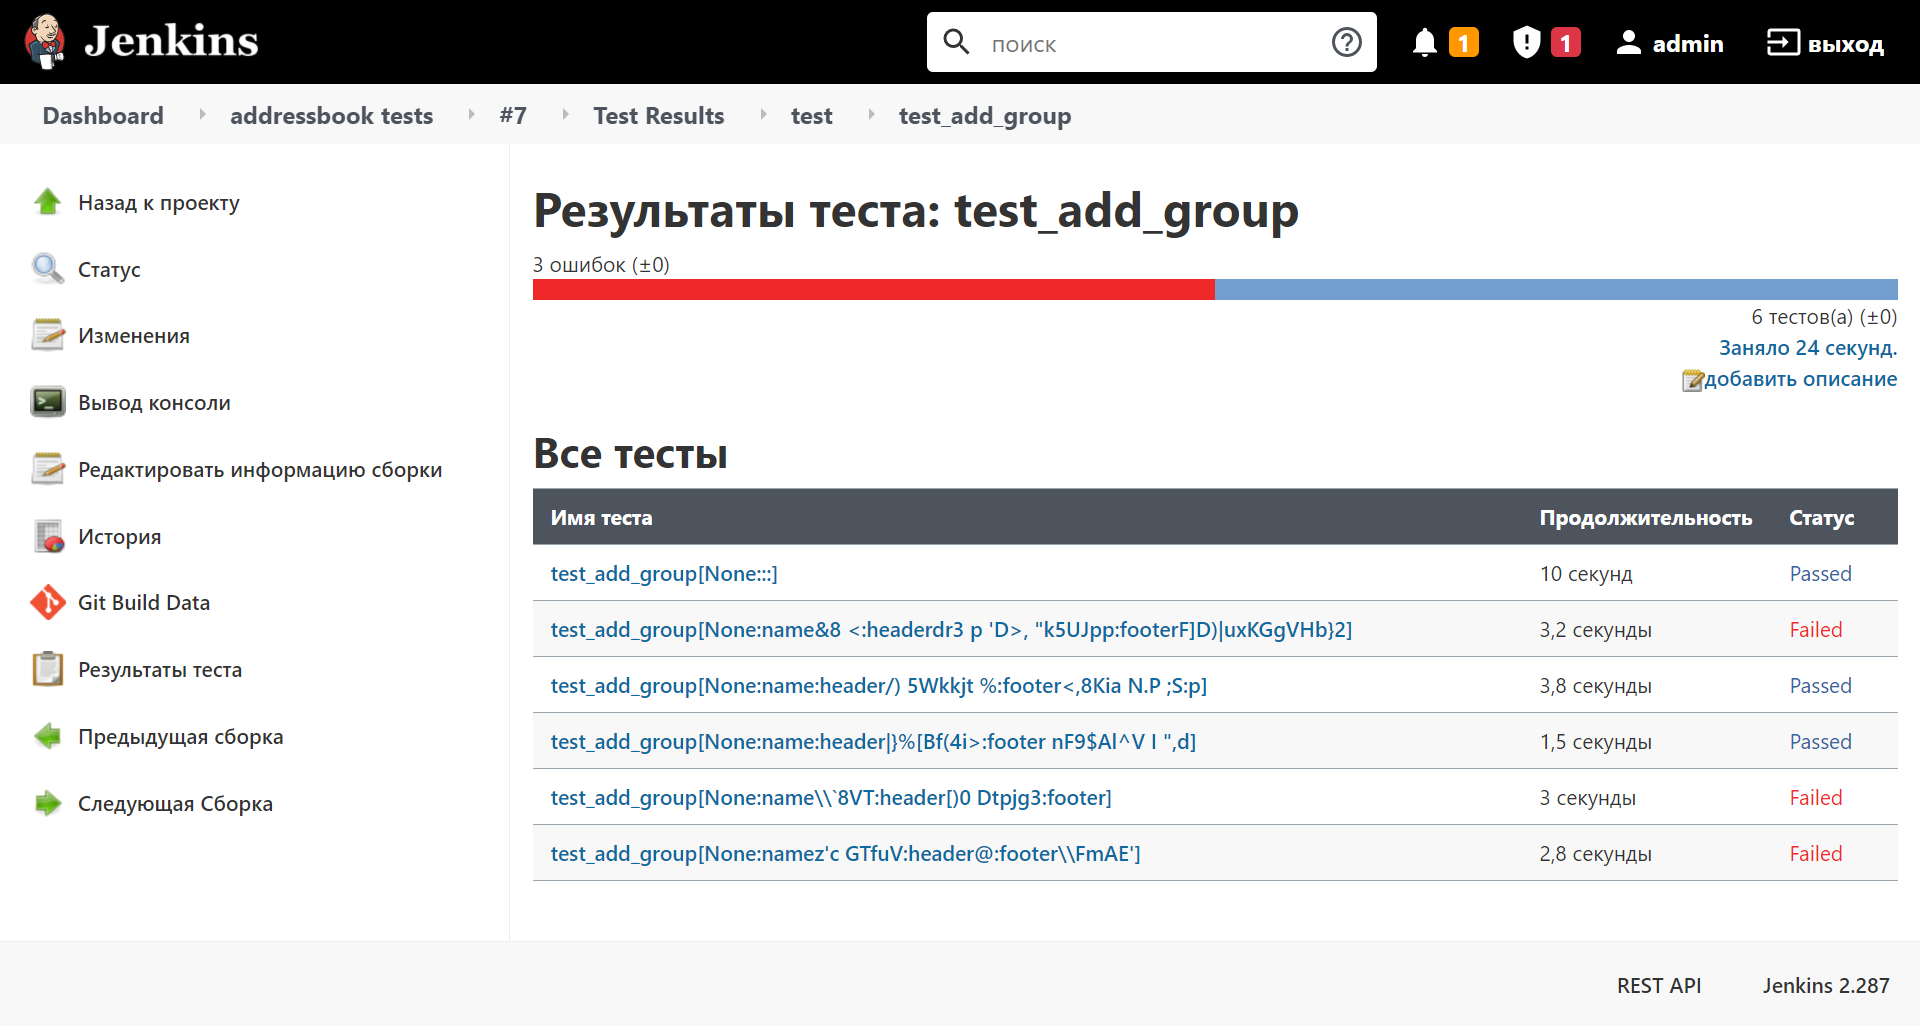 Jenkins
поиск
1
1
admin
выход
Dashboard
addressbook tests
#7
Test Results
test
test_add_group
Назад к проекту
Статус
Изменения
Вывод консоли
Редактировать информацию сборки
История
Git Build Data
Результаты теста
Предыдущая сборка
Следующая Сборка
Результаты теста: test_add_group
3 ошибок (±0)
6 тестов(а) (±0)
Заняло 24 секунд.
добавить описание
Все тесты
Имя теста Продолжительность Статус
test_add_group[None:::] 10 секунд Passed
test_add_group[None:name&8 <:headerdr3 p 'D>, "k5UJpp:footerF]D)|uxKGgVHb}2] 3,2 секунды Failed
test_add_group[None:name:header/) 5Wkkjt %:footer<,8Kia N.P ;S:p] 3,8 секунды Passed
test_add_group[None:name:header|}%[Bf(4i>:footer nF9$Al^V I ",d] 1,5 секунды Passed
test_add_group[None:name\\`8VT:header[)0 Dtpjg3:footer] 3 секунды Failed
test_add_group[None:namez'c GTfuV:header@:footer\\FmAE'] 2,8 секунды Failed
REST API
Jenkins 2.287